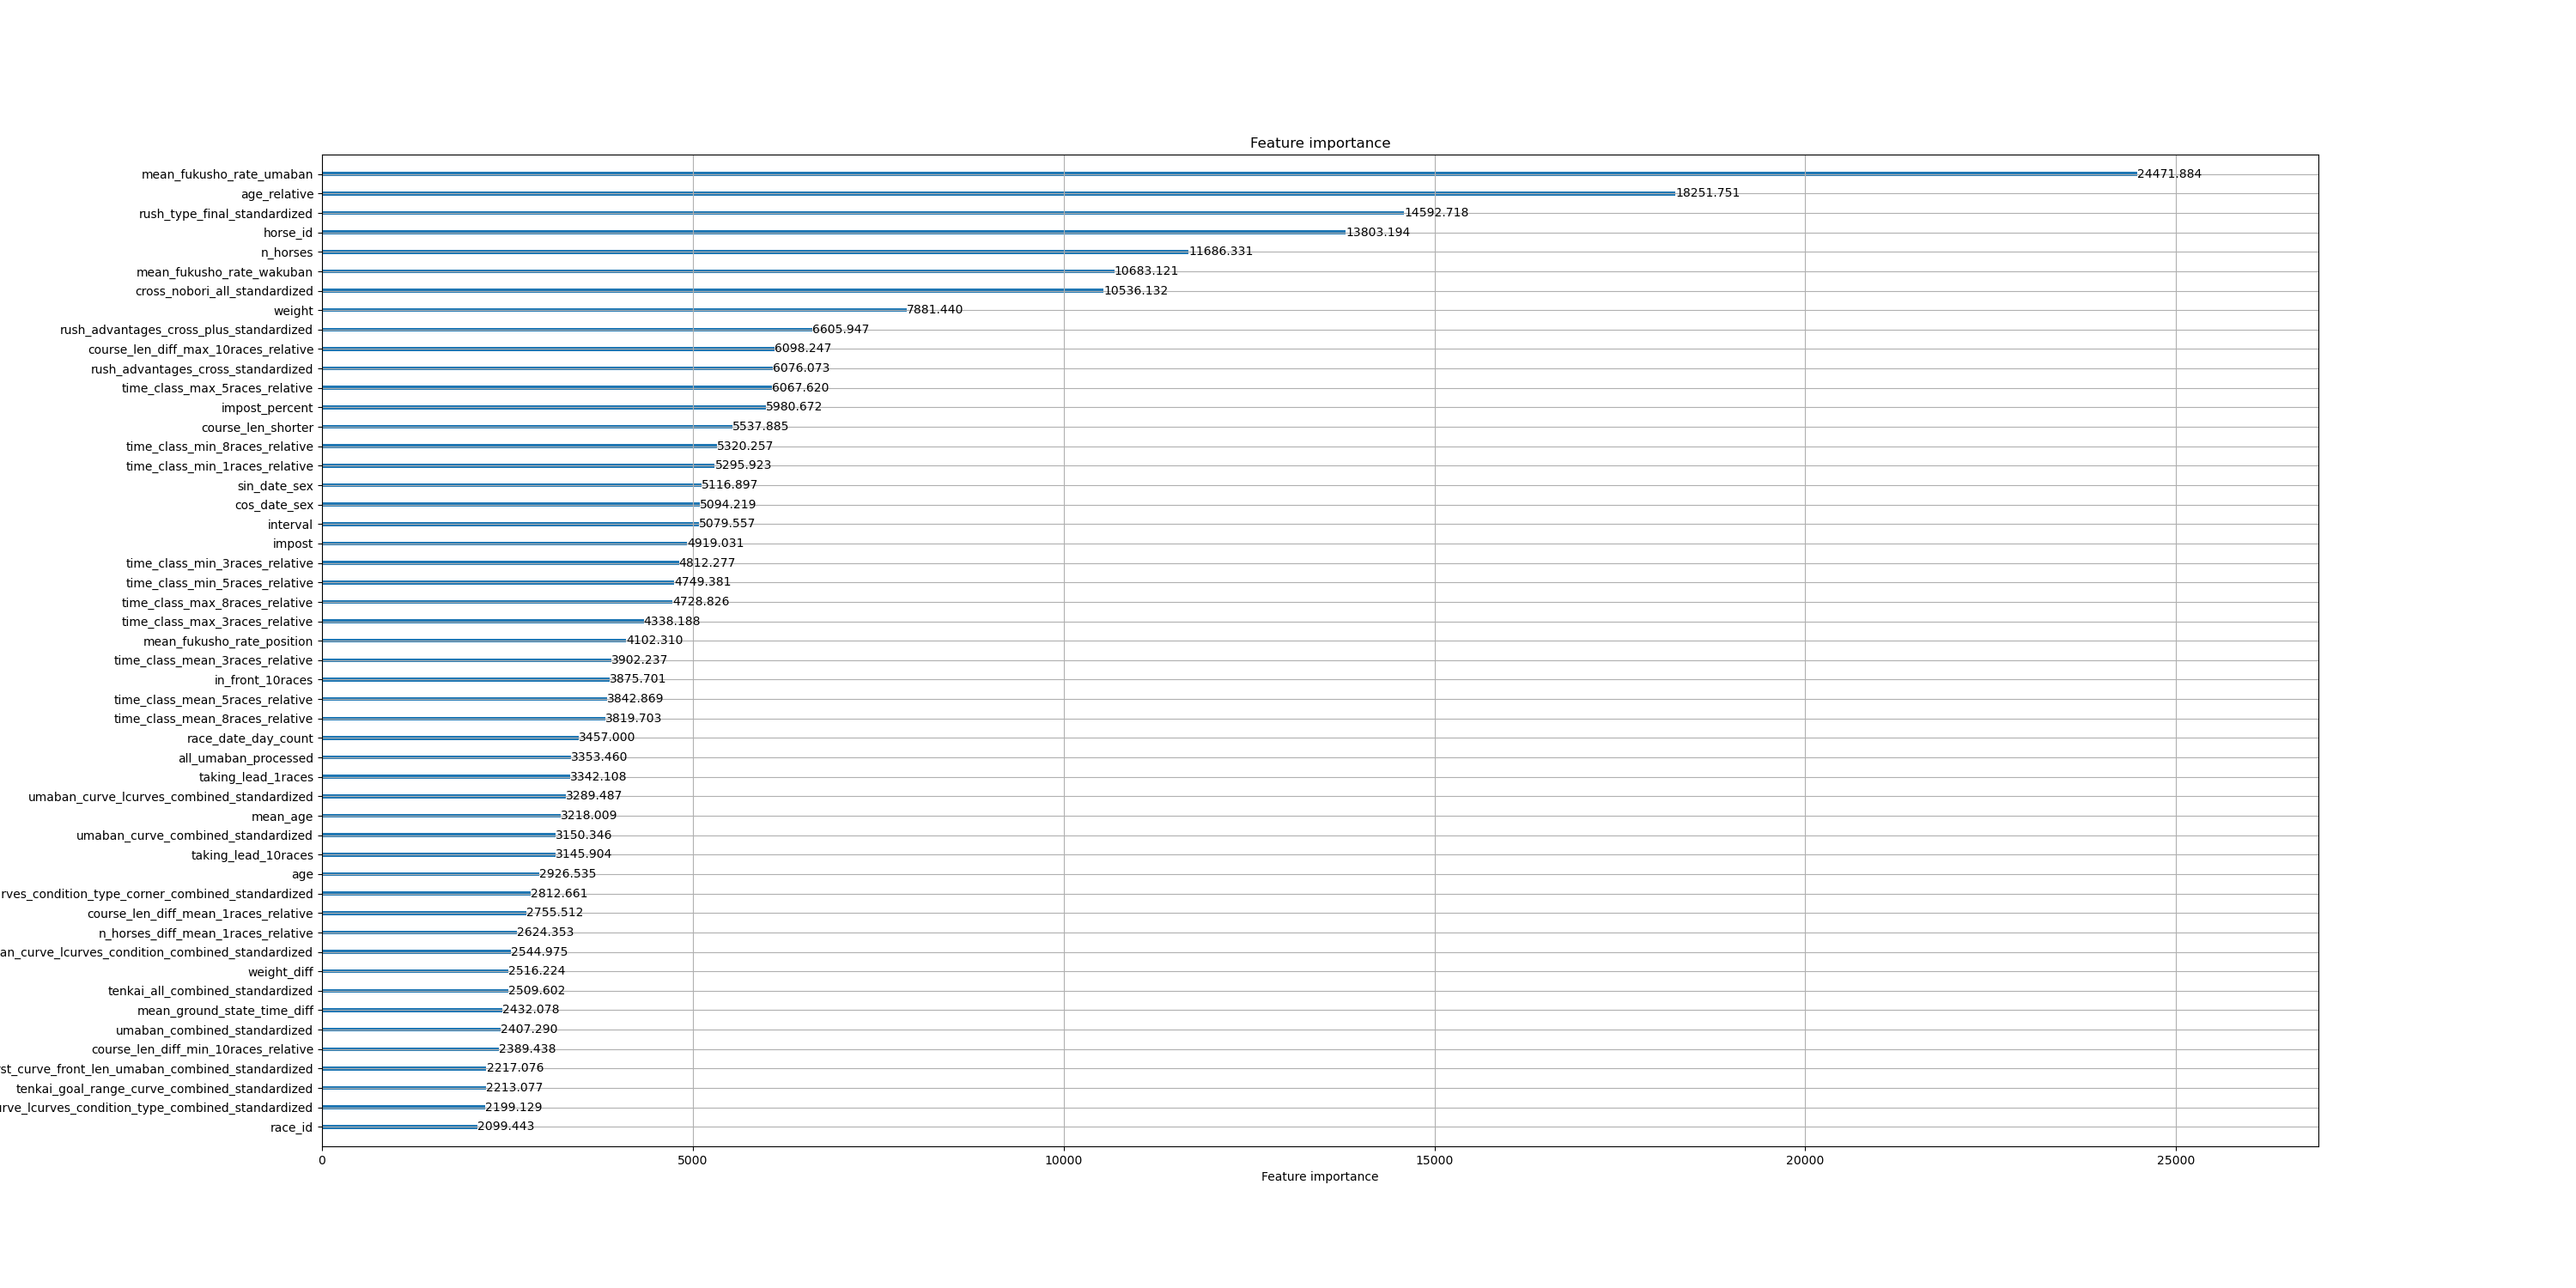 Feature importance
mean_fukusho_rate_umaban 24471.884
age_relative 18251.751
rush_type_final_standardized 14592.718
horse_id 13803.194
n_horses 11686.331
mean_fukusho_rate_wakuban 10683.121
cross_nobori_all_standardized 10536.132
weight 7881.440
rush_advantages_cross_plus_standardized 6605.947
course_len_diff_max_10races_relative 6098.247
rush_advantages_cross_standardized 6076.073
time_class_max_5races_relative 6067.620
impost_percent 5980.672
course_len_shorter 5537.885
time_class_min_8races_relative 5320.257
time_class_min_1races_relative 5295.923
sin_date_sex 5116.897
cos_date_sex 5094.219
interval 5079.557
impost 4919.031
time_class_min_3races_relative 4812.277
time_class_min_5races_relative 4749.381
time_class_max_8races_relative 4728.826
time_class_max_3races_relative 4338.188
mean_fukusho_rate_position 4102.310
time_class_mean_3races_relative 3902.237
in_front_10races 3875.701
time_class_mean_5races_relative 3842.869
time_class_mean_8races_relative 3819.703
race_date_day_count 3457.000
all_umaban_processed 3353.460
taking_lead_1races 3342.108
umaban_curve_lcurves_combined_standardized 3289.487
mean_age 3218.009
umaban_curve_combined_standardized 3150.346
taking_lead_10races 3145.904
age 2926.535
rves_condition_type_corner_combined_standardized 2812.661
course_len_diff_mean_1races_relative 2755.512
n_horses_diff_mean_1races_relative 2624.353
an_curve_lcurves_condition_combined_standardized 2544.975
weight_diff 2516.224
tenkai_all_combined_standardized 2509.602
mean_ground_state_time_diff 2432.078
umaban_combined_standardized 2407.290
course_len_diff_min_10races_relative 2389.438
st_curve_front_len_umaban_combined_standardized 2217.076
tenkai_goal_range_curve_combined_standardized 2213.077
rve_lcurves_condition_type_combined_standardized 2199.129
race_id 2099.443
0 5000 10000 15000 20000 25000
Feature importance